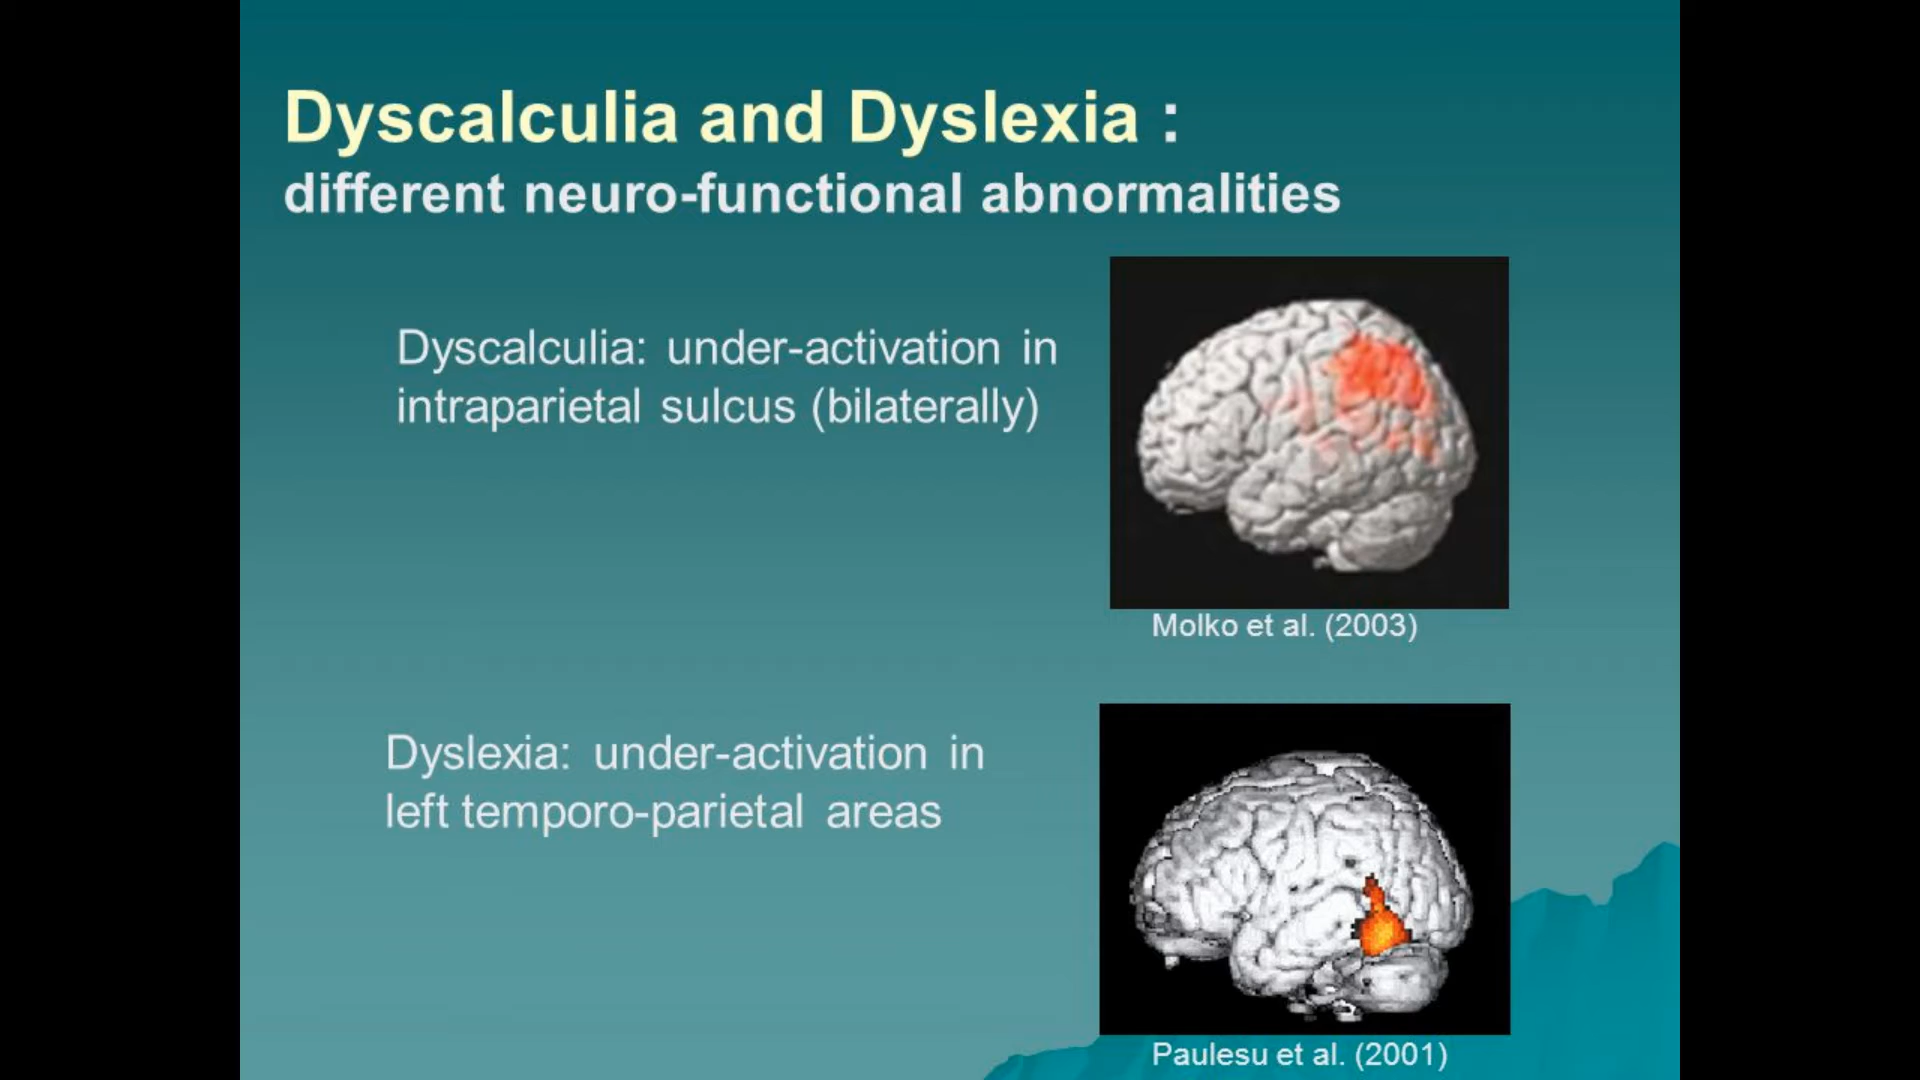 Dyscalculia and Dyslexia :
different neuro-functional abnormalities
Dyscalculia: under-activation in
intraparietal sulcus (bilaterally)
Molko et al. (2003)
Dyslexia: under-activation in
left temporo-parietal areas
Paulesu et al. (2001)